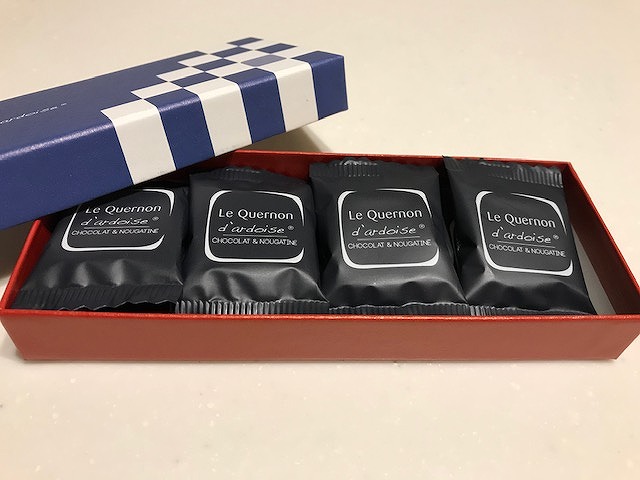 ardoise
Le Quernon
d'ardoise®
CHOCOLAT & NOUGATINE
Le Quernon
d'ardoise®
CHOCOLAT & NOUGATINE
Le Quernon
d'ardoise®
CHOCOLAT & NOUGATINE
Le Quernon
d'ardoise®
CHOCOLAT & NOUGATINE